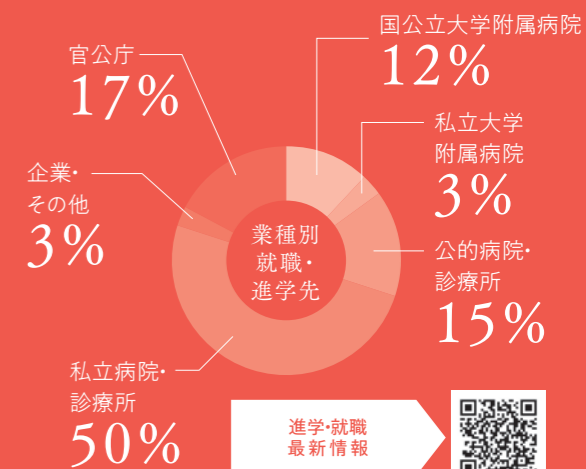 国公立大学附属病院
12%
私立大学
附属病院
3%
公的病院・
診療所
15%
私立病院・
診療所
50%
企業・
その他
3%
官公庁
17%
業種別
就職・
進学先
進学・就職
最新情報